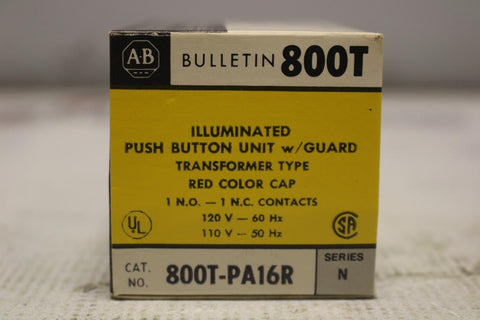 A-B
BULLETIN 800T
ILLUMINATED
PUSH BUTTON UNIT w/GUARD
TRANSFORMER TYPE
RED COLOR CAP
1 N.O. — 1 N.C. CONTACTS
120 V — 60 Hz
110 V — 50 Hz
UL
SA
CAT. NO. 800T-PA16R
SERIES N